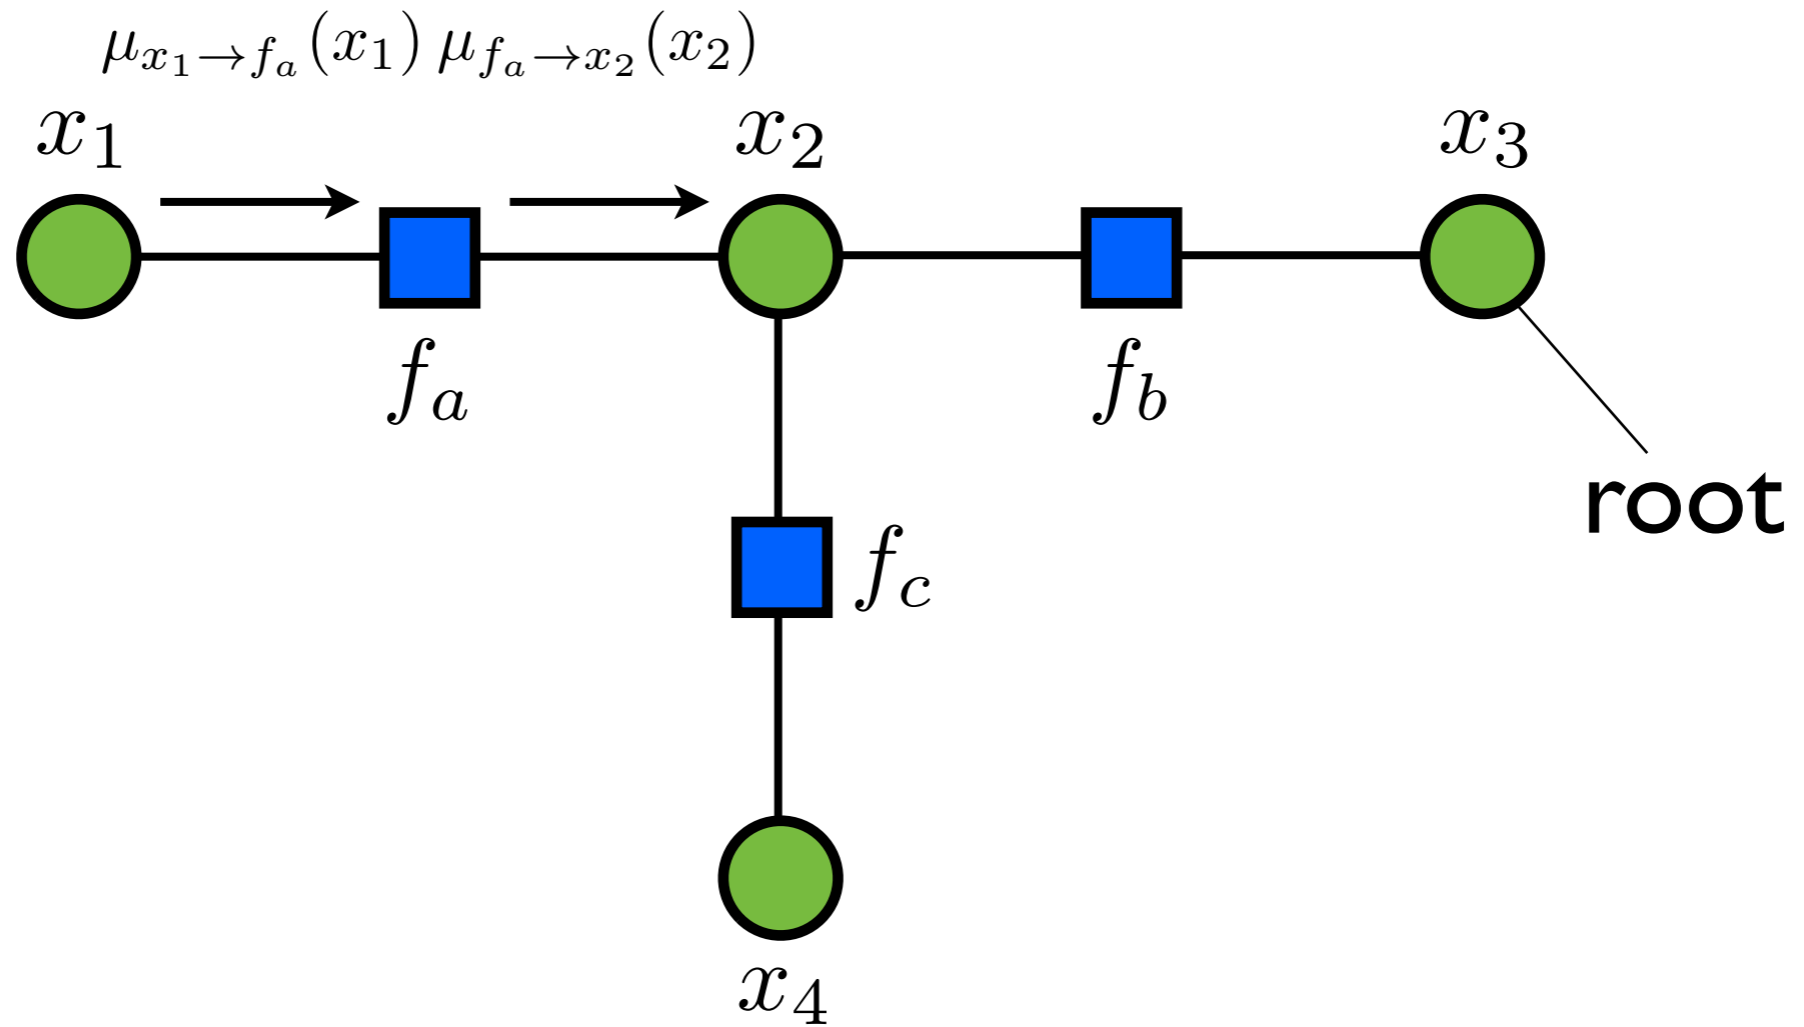 μ_{x_1→f_a}(x_1) μ_{f_a→x_2}(x_2)
x_1
x_2
x_3
f_a
f_b
root
f_c
x_4